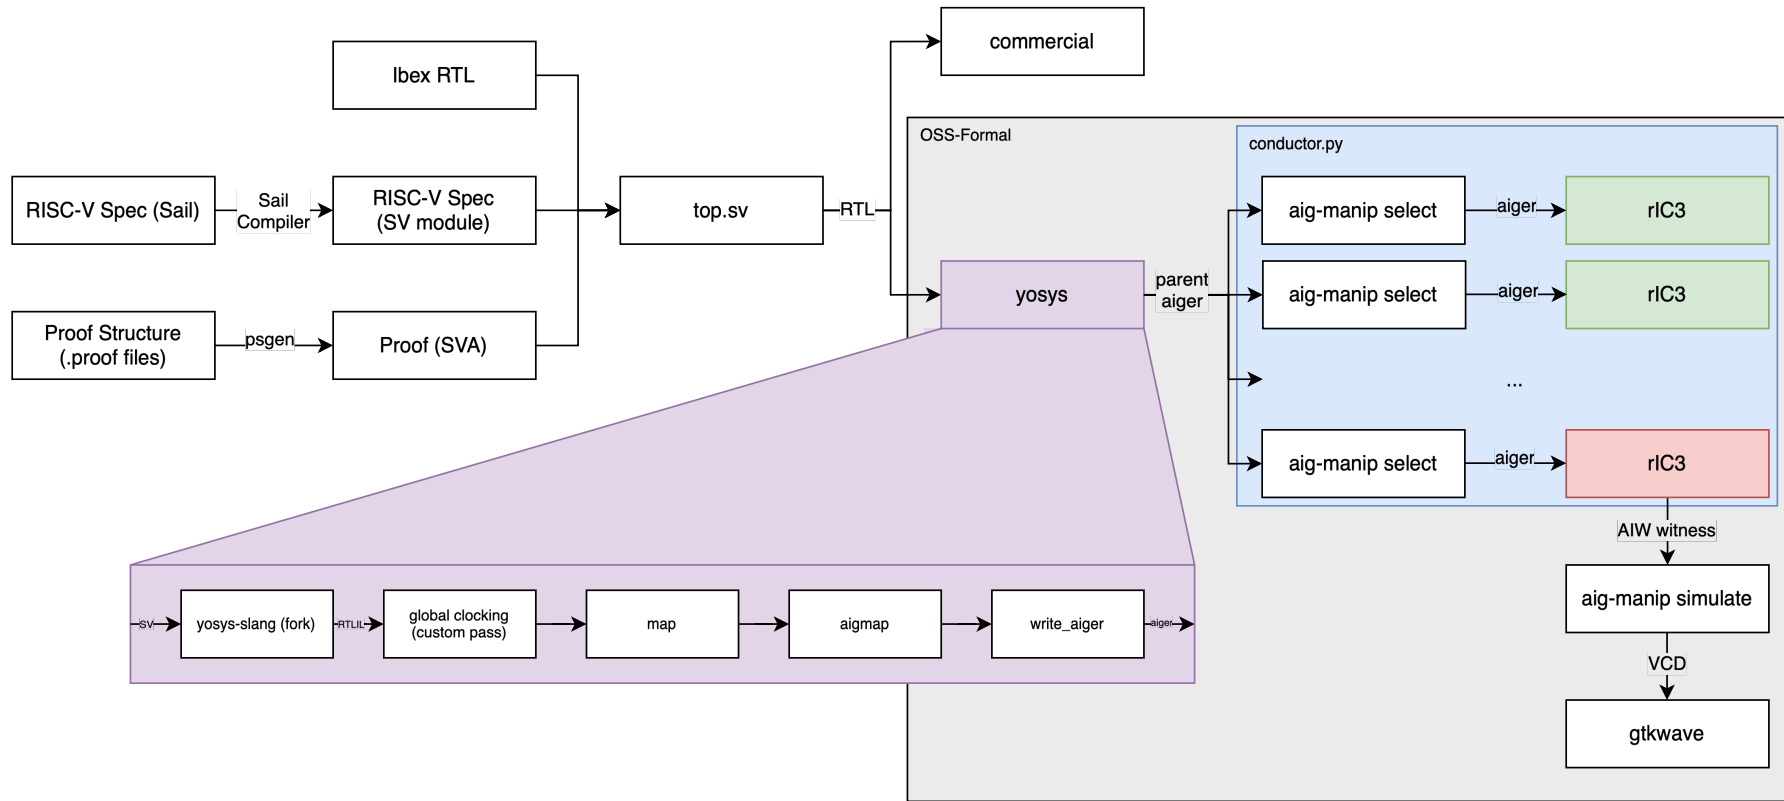 commercial
Ibex RTL
OSS-Formal
conductor.py
RISC-V Spec (Sail)
Sail
Compiler
RISC-V Spec
(SV module)
top.sv
RTL
aig-manip select
aiger
rIC3
yosys
parent
aiger
aig-manip select
aiger
rIC3
Proof Structure
(.proof files)
psgen
Proof (SVA)
...
aig-manip select
aiger
rIC3
AIW witness
aig-manip simulate
VCD
gtkwave
SV
yosys-slang (fork)
RTLIL
global clocking
(custom pass)
map
aigmap
write_aiger
aiger